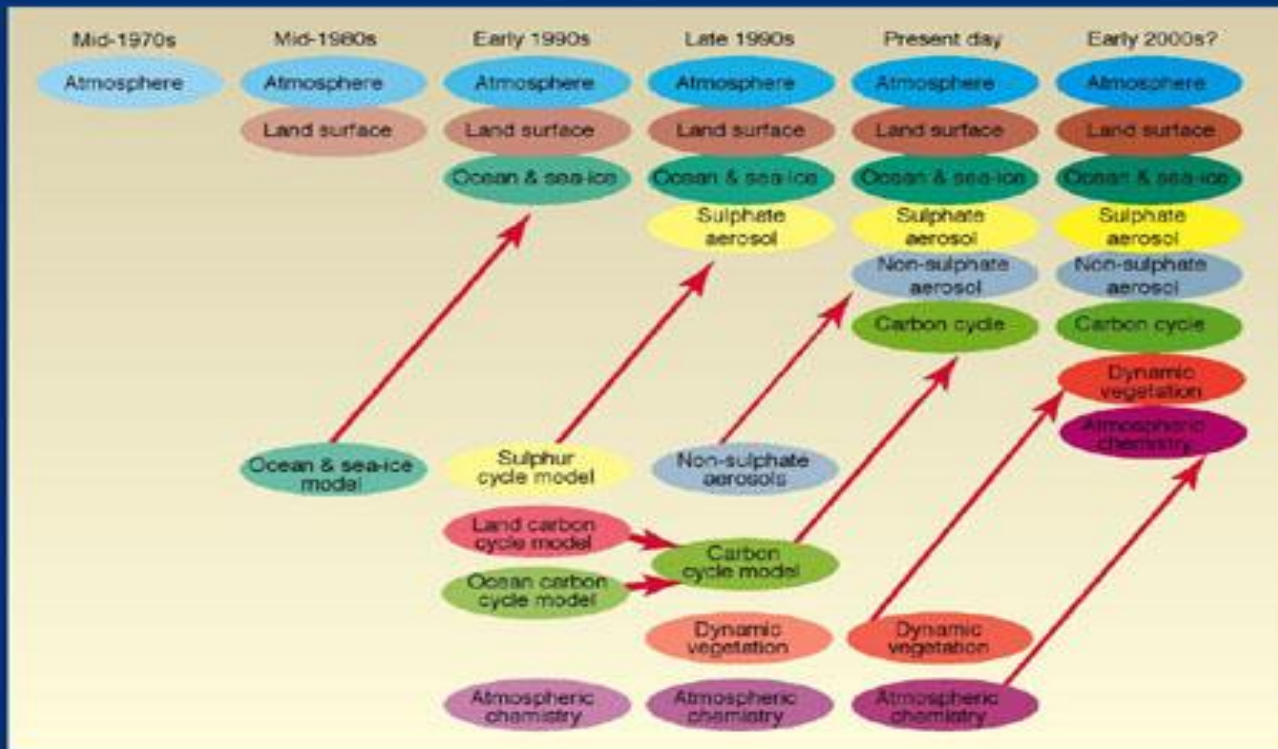 Mid-1970s
Mid-1980s
Early 1990s
Late 1990s
Present day
Early 2000s?
Atmosphere
Atmosphere
Atmosphere
Atmosphere
Atmosphere
Atmosphere
Land surface
Land surface
Land surface
Land surface
Land surface
Ocean & sea-ice
Ocean & sea-ice
Ocean & sea-ice
Ocean & sea-ice
Sulphate
aerosol
Sulphate
aerosol
Sulphate
aerosol
Non-sulphate
aerosol
Non-sulphate
aerosol
Carbon cycle
Carbon cycle
Dynamic
vegetation
Atmospheric
chemistry
Ocean & sea-ice
model
Sulphur
cycle model
Non-sulphate
aerosols
Land carbon
cycle model
Carbon
cycle model
Ocean carbon
cycle model
Dynamic
vegetation
Dynamic
vegetation
Atmospheric
chemistry
Atmospheric
chemistry
Atmospheric
chemistry